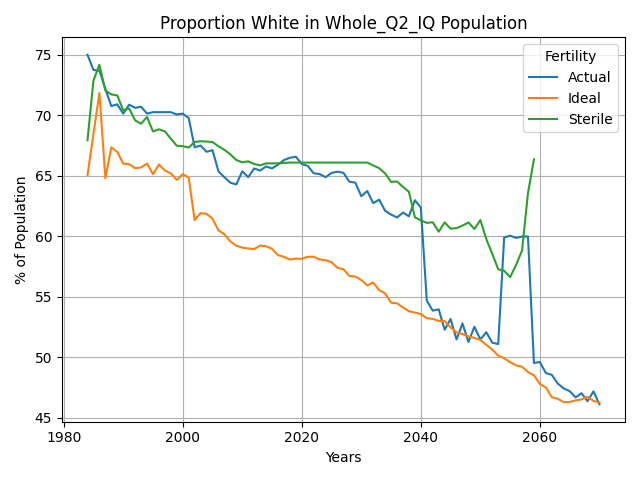 Proportion White in Whole_Q2_IQ Population
Fertility
Actual
Ideal
Sterile
% of Population
75
70
65
60
55
50
45
1980
2000
2020
2040
2060
Years